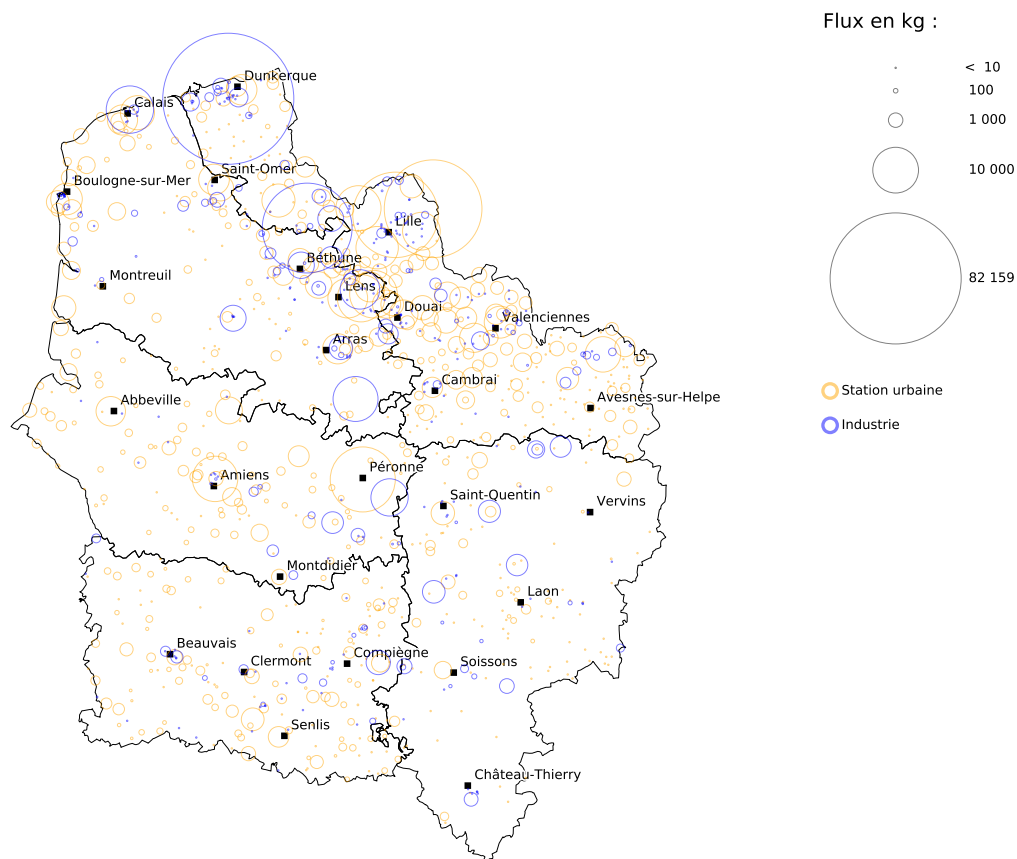 Flux en kg :
< 10
100
1 000
10 000
82 159
Station urbaine
Industrie
Dunkerque
Calais
Saint-Omer
Boulogne-sur-Mer
Lille
Béthune
Montreuil
Lens
Douai
Valenciennes
Arras
Cambrai
Avesnes-sur-Helpe
Abbeville
Péronne
Amiens
Saint-Quentin
Vervins
Montdidier
Laon
Beauvais
Compiègne
Clermont
Soissons
Senlis
Château-Thierry